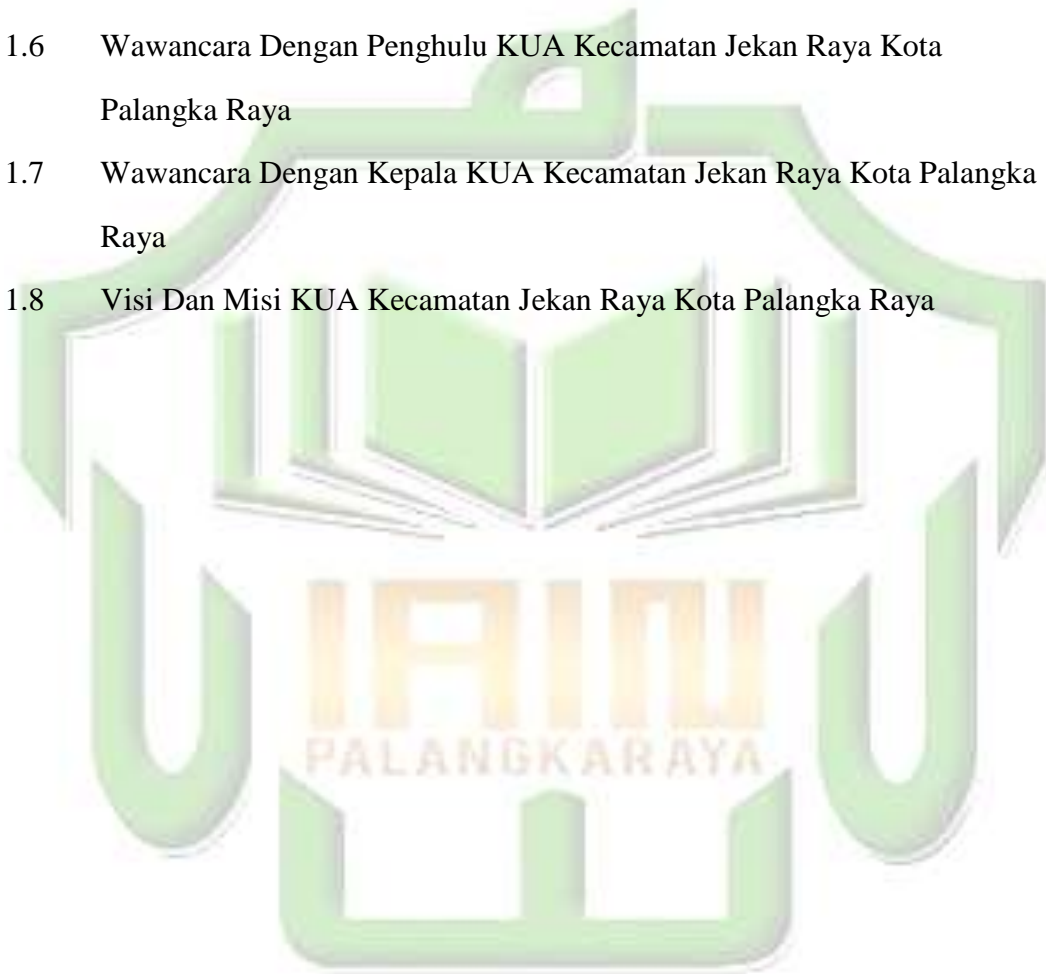 1.6 Wawancara Dengan Penghulu KUA Kecamatan Jekan Raya Kota
Palangka Raya
1.7 Wawancara Dengan Kepala KUA Kecamatan Jekan Raya Kota Palangka
Raya
1.8 Visi Dan Misi KUA Kecamatan Jekan Raya Kota Palangka Raya
IAIN
PALANGKARAYA